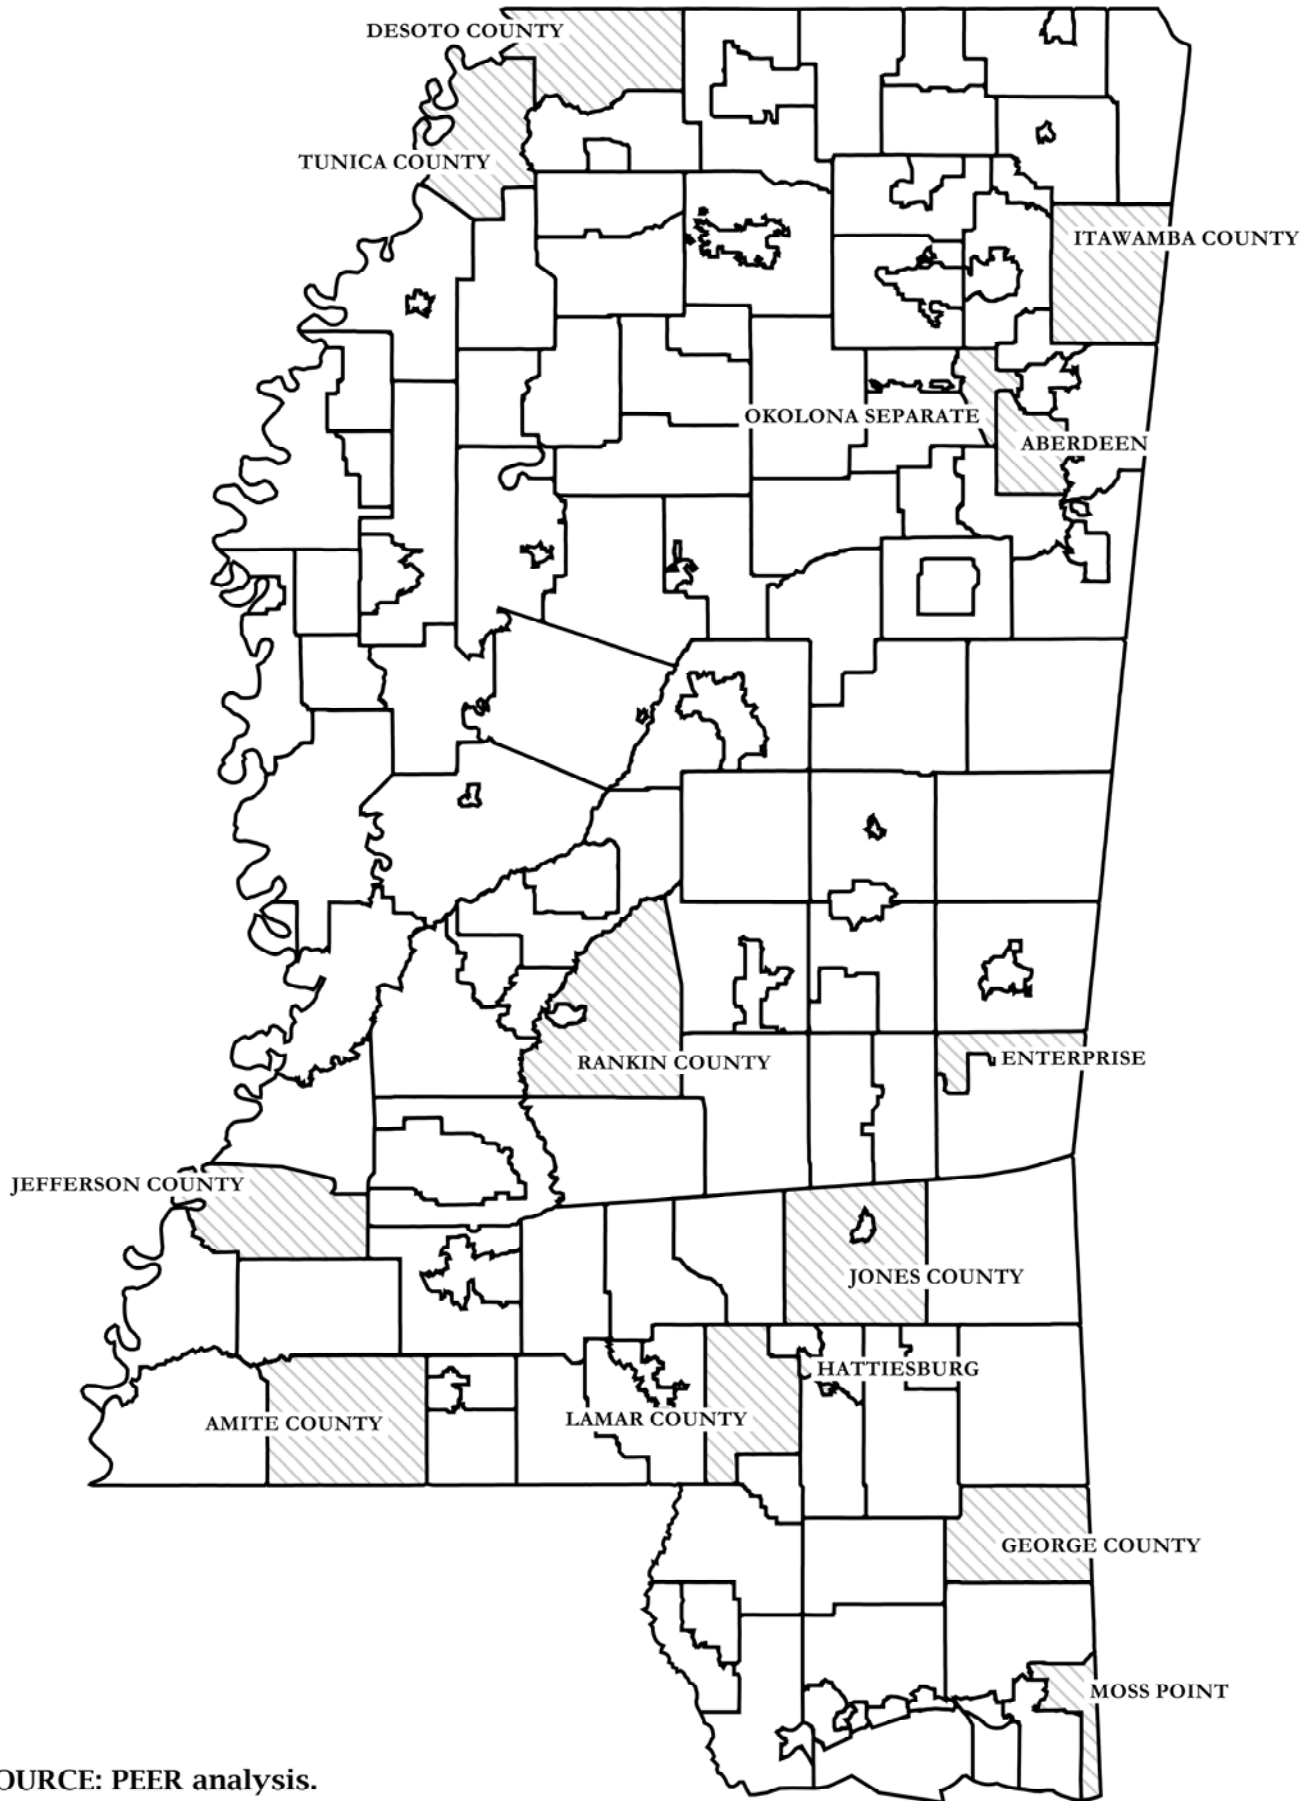 DESOTO COUNTY
TUNICA COUNTY
ITAWAMBA COUNTY
OKOLONA SEPARATE
ABERDEEN
RANKIN COUNTY
ENTERPRISE
JEFFERSON COUNTY
JONES COUNTY
HATTIESBURG
AMITE COUNTY
LAMAR COUNTY
GEORGE COUNTY
MOSS POINT
OURCE: PEER analysis.